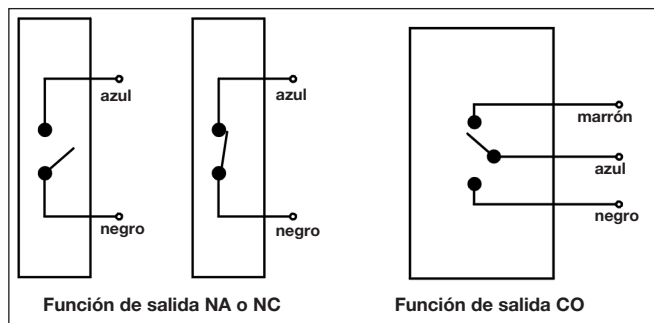 azul
negro
azul
negro
marrón
azul
negro
Función de salida NA o NC
Función de salida CO